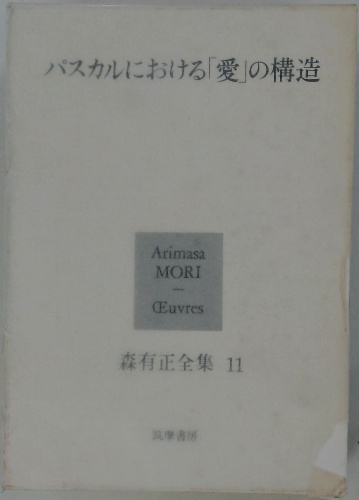 パスカルにおける「愛」の構造
Arimasa
MORI
—
Œuvres
森有正全集 11
筑摩書房